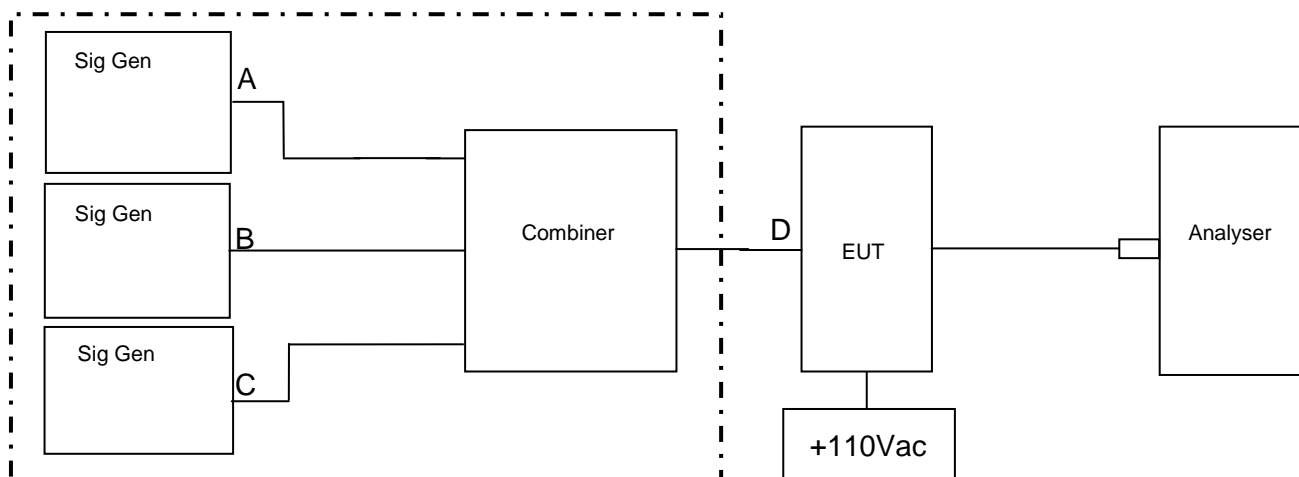 Sig Gen
A
Sig Gen
B
Sig Gen
C
Combiner
D
EUT
Analyser
+110Vac